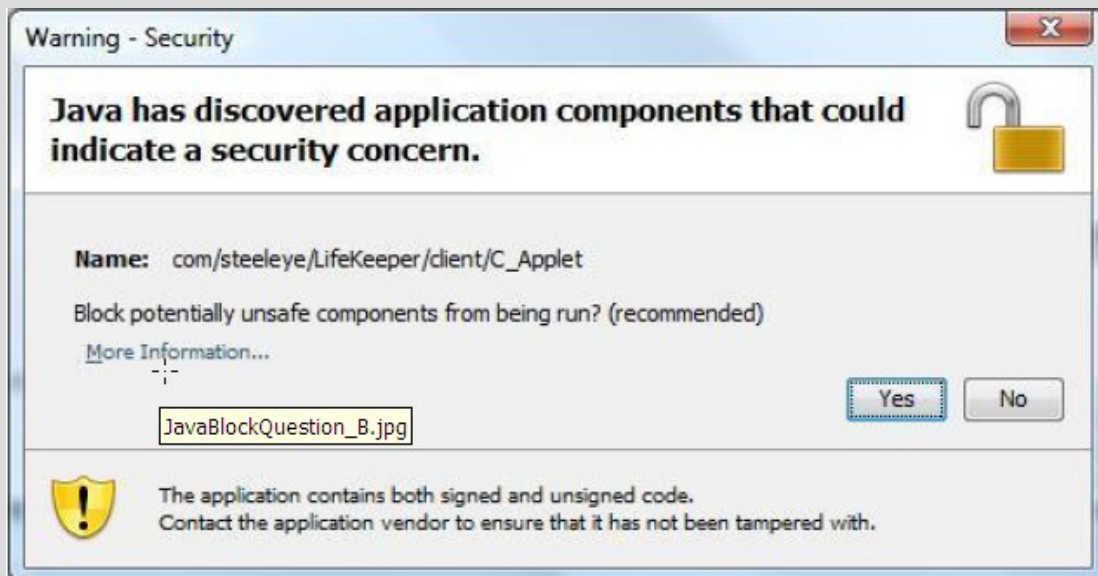 Warning - Security
Java has discovered application components that could
indicate a security concern.
Name: com/steeleye/LifeKeeper/client/C_Applet
Block potentially unsafe components from being run? (recommended)
More Information...
Yes No
JavaBlockQuestion_B.jpg
The application contains both signed and unsigned code.
Contact the application vendor to ensure that it has not been tampered with.